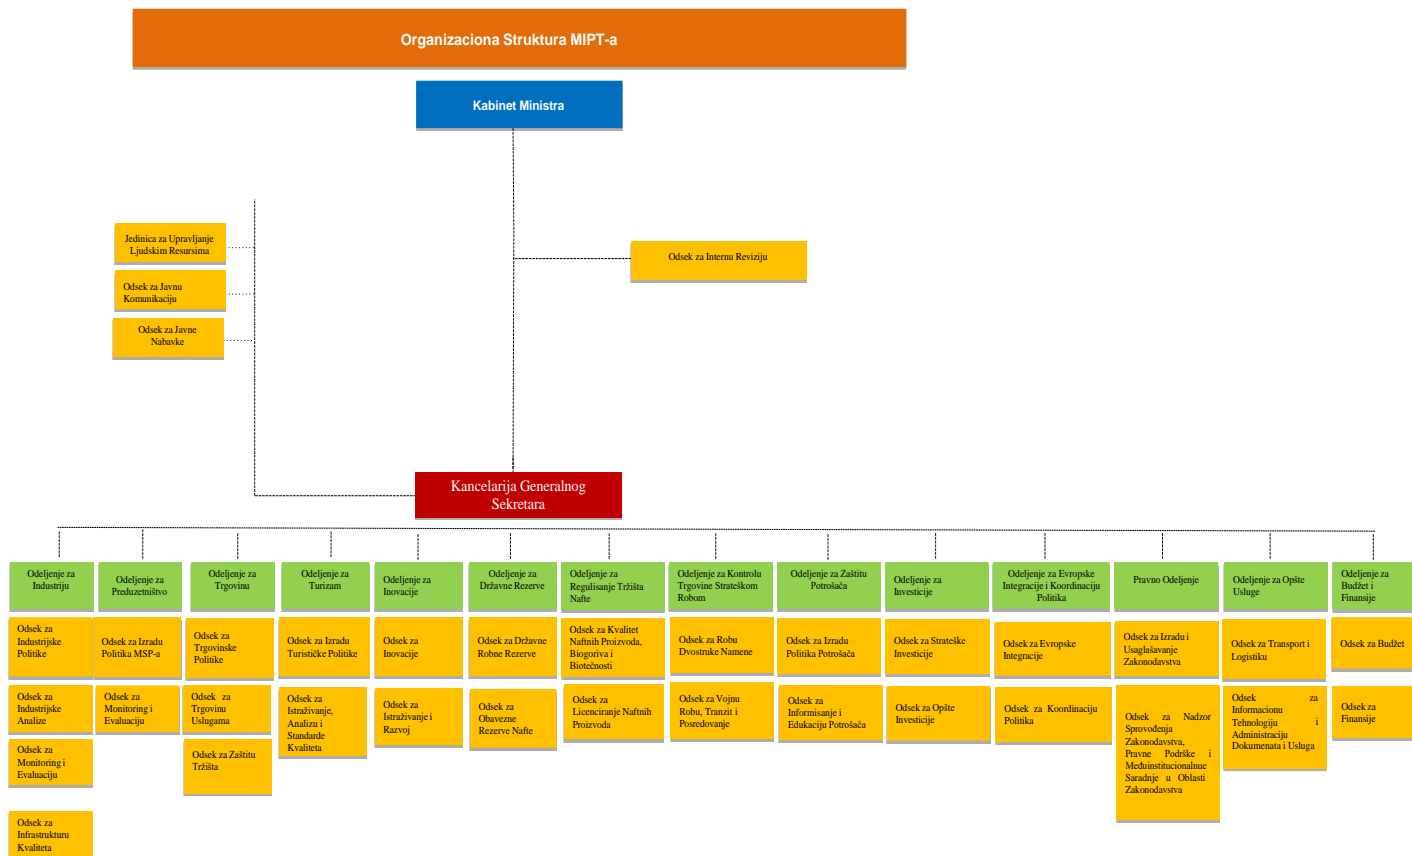 Organizaciona Struktura MIPT-a
Kabinet Ministra
Jedinica za Upravljanje
Ljudskim Resursima
Odsek za Javnu
Komunikaciju
Odsek za Javne
Nabavke
Odsek za Internu Reviziju
Kancelarija Generalnog
Sekretara
Odeljenje za
Industriju
Odeljenje za
Preduzetništvo
Odeljenje za
Trgovinu
Odeljenje za
Turizam
Odeljenje za
Inovacije
Odeljenje za
Državne Rezerve
Odeljenje za
Regulisanje Tržišta
Nafte
Odeljenje za Kontrolu
Trgovine Strateškom
Robom
Odeljenje za Zaštitu
Potrošača
Odeljenje za
Investicije
Odeljenje za Evropske
Integracije i Koordinaciju
Politika
Pravno Odeljenje
Odeljenje za Opšte
Usluge
Odeljenje za
Budžet i
Finansije
Odsek za
Industrijske
Politike
Odsek za Izradu
Politika MSP-a
Odsek za
Trgovinske
Politike
Odsek za Izradu
Turističke Politike
Odsek za
Inovacije
Odsek za Državne
Robne Rezerve
Odsek za Kvalitet
Naftnih Proizvoda,
Biogoriva i
Biotečnosti
Odsek za Robu
Dvostruke Namene
Odsek za Izradu
Politika Potrošača
Odsek za Strateške
Investicije
Odsek za Evropske
Integracije
Odsek za Izradu i
Usaglašavanje
Zakonodavstva
Odsek za Transport i
Logistiku
Odsek za Budžet
Odsek za
Industrijske
Analize
Odsek za
Monitoring i
Evaluaciju
Odsek za
Trgovinu
Uslugama
Odsek za
Istraživanje,
Analizu i
Standarde
Kvaliteta
Odsek za
Istraživanje i
Razvoj
Odsek za
Obavezne
Rezerve Nafte
Odsek za
Licenciranje Naftnih
Proizvoda
Odsek za Vojnu
Robu, Tranzit i
Posredovanje
Odsek za
Informisanje i
Edukaciju Potrošača
Odsek za Opšte
Investicije
Odsek za Koordinaciju
Politika
Odsek za Nadzor
Sprovođenja
Zakonodavstva,
Pravne Podrške i
Međuinstitucionalnue
Saradnje u Oblasti
Zakonodavstva
Odsek za
Informacionu
Tehnologiju i
Administraciju
Dokumenata i Usluga
Odsek za
Finansije
Odsek za
Monitoring i
Evaluaciju
Odsek za Zaštitu
Tržišta
Odsek za
Infrastrukturu
Kvaliteta